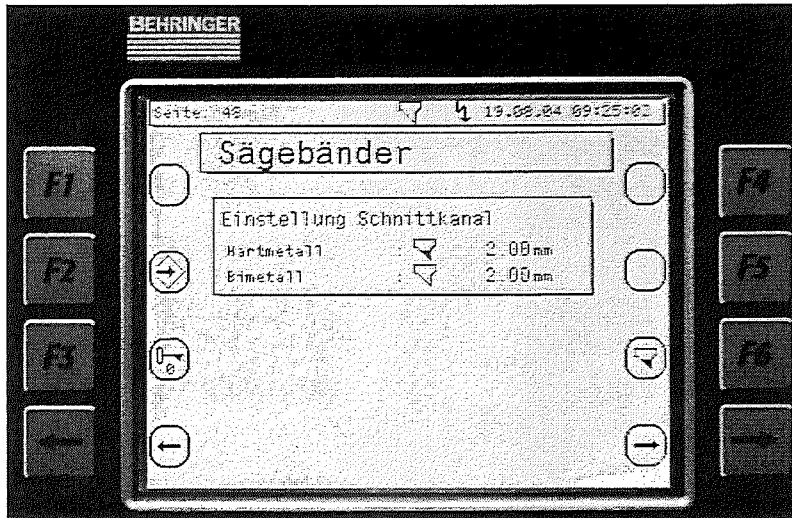 BEHRINGER
Seite: 48 19.08.04 09:25:02
Sägebänder
Einstellung Schnittkanal
Hartmetall : 2.00mm
Bimetall : 2.00mm
0
F1
F2
F3
F4
F5
F6